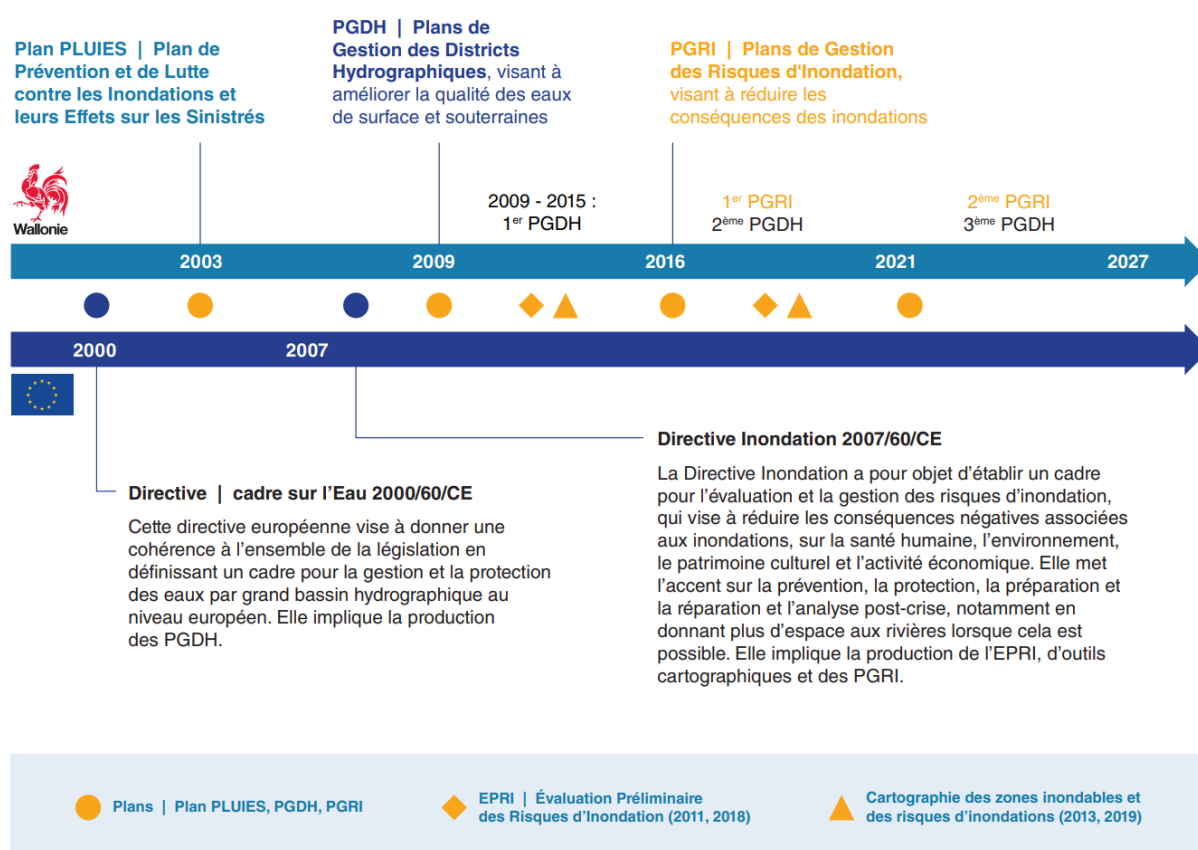 Plan PLUIES | Plan de
Prévention et de Lutte
contre les Inondations et
leurs Effets sur les Sinistrés
PGDH | Plans de
Gestion des Districts
Hydrographiques, visant à
améliorer la qualité des eaux
de surface et souterraines
PGRI | Plans de Gestion
des Risques d'Inondation,
visant à réduire les
conséquences des inondations
Wallonie
2009 - 2015 :
1er PGDH
1er PGRI
2ème PGDH
2ème PGRI
3ème PGDH
2003
2009
2016
2021
2027
2000
2007
Directive | cadre sur l'Eau 2000/60/CE
Cette directive européenne vise à donner une
cohérence à l'ensemble de la législation en
définissant un cadre pour la gestion et la protection
des eaux par grand bassin hydrographique au
niveau européen. Elle implique la production
des PGDH.
Directive Inondation 2007/60/CE
La Directive Inondation a pour objet d'établir un cadre
pour l'évaluation et la gestion des risques d'inondation,
qui vise à réduire les conséquences négatives associées
aux inondations, sur la santé humaine, l'environnement,
le patrimoine culturel et l'activité économique. Elle met
l'accent sur la prévention, la protection, la préparation et
la réparation et l'analyse post-crise, notamment en
donnant plus d'espace aux rivières lorsque cela est
possible. Elle implique la production de l'EPRI, d'outils
cartographiques et des PGRI.
Plans | Plan PLUIES, PGDH, PGRI
EPRI | Évaluation Préliminaire
des Risques d'Inondation (2011, 2018)
Cartographie des zones inondables et
des risques d'inondations (2013, 2019)